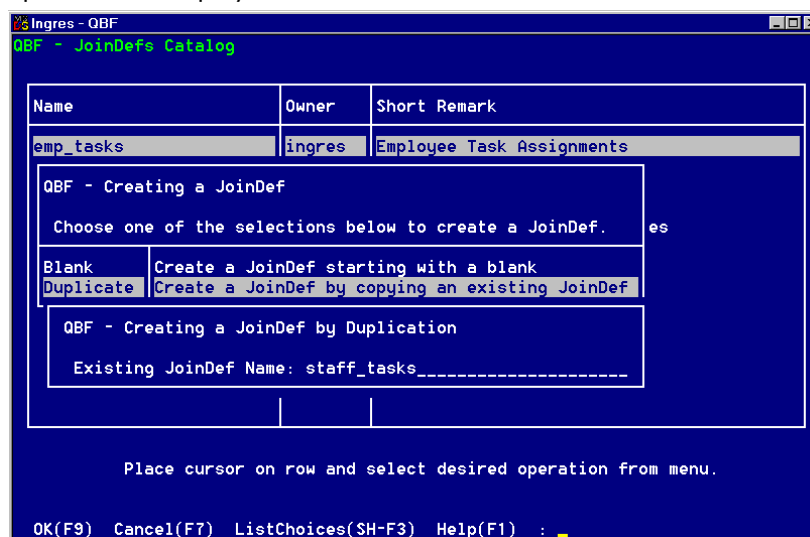 Ingres - QBF
QBF - JoinDefs Catalog
Name Owner Short Remark
emp_tasks ingres Employee Task Assignments
QBF - Creating a JoinDef
Choose one of the selections below to create a JoinDef. es
Blank Create a JoinDef starting with a blank
Duplicate Create a JoinDef by copying an existing JoinDef
QBF - Creating a JoinDef by Duplication
Existing JoinDef Name: staff_tasks_____________________
Place cursor on row and select desired operation from menu.
OK(F9) Cancel(F7) ListChoices(SH-F3) Help(F1) : _